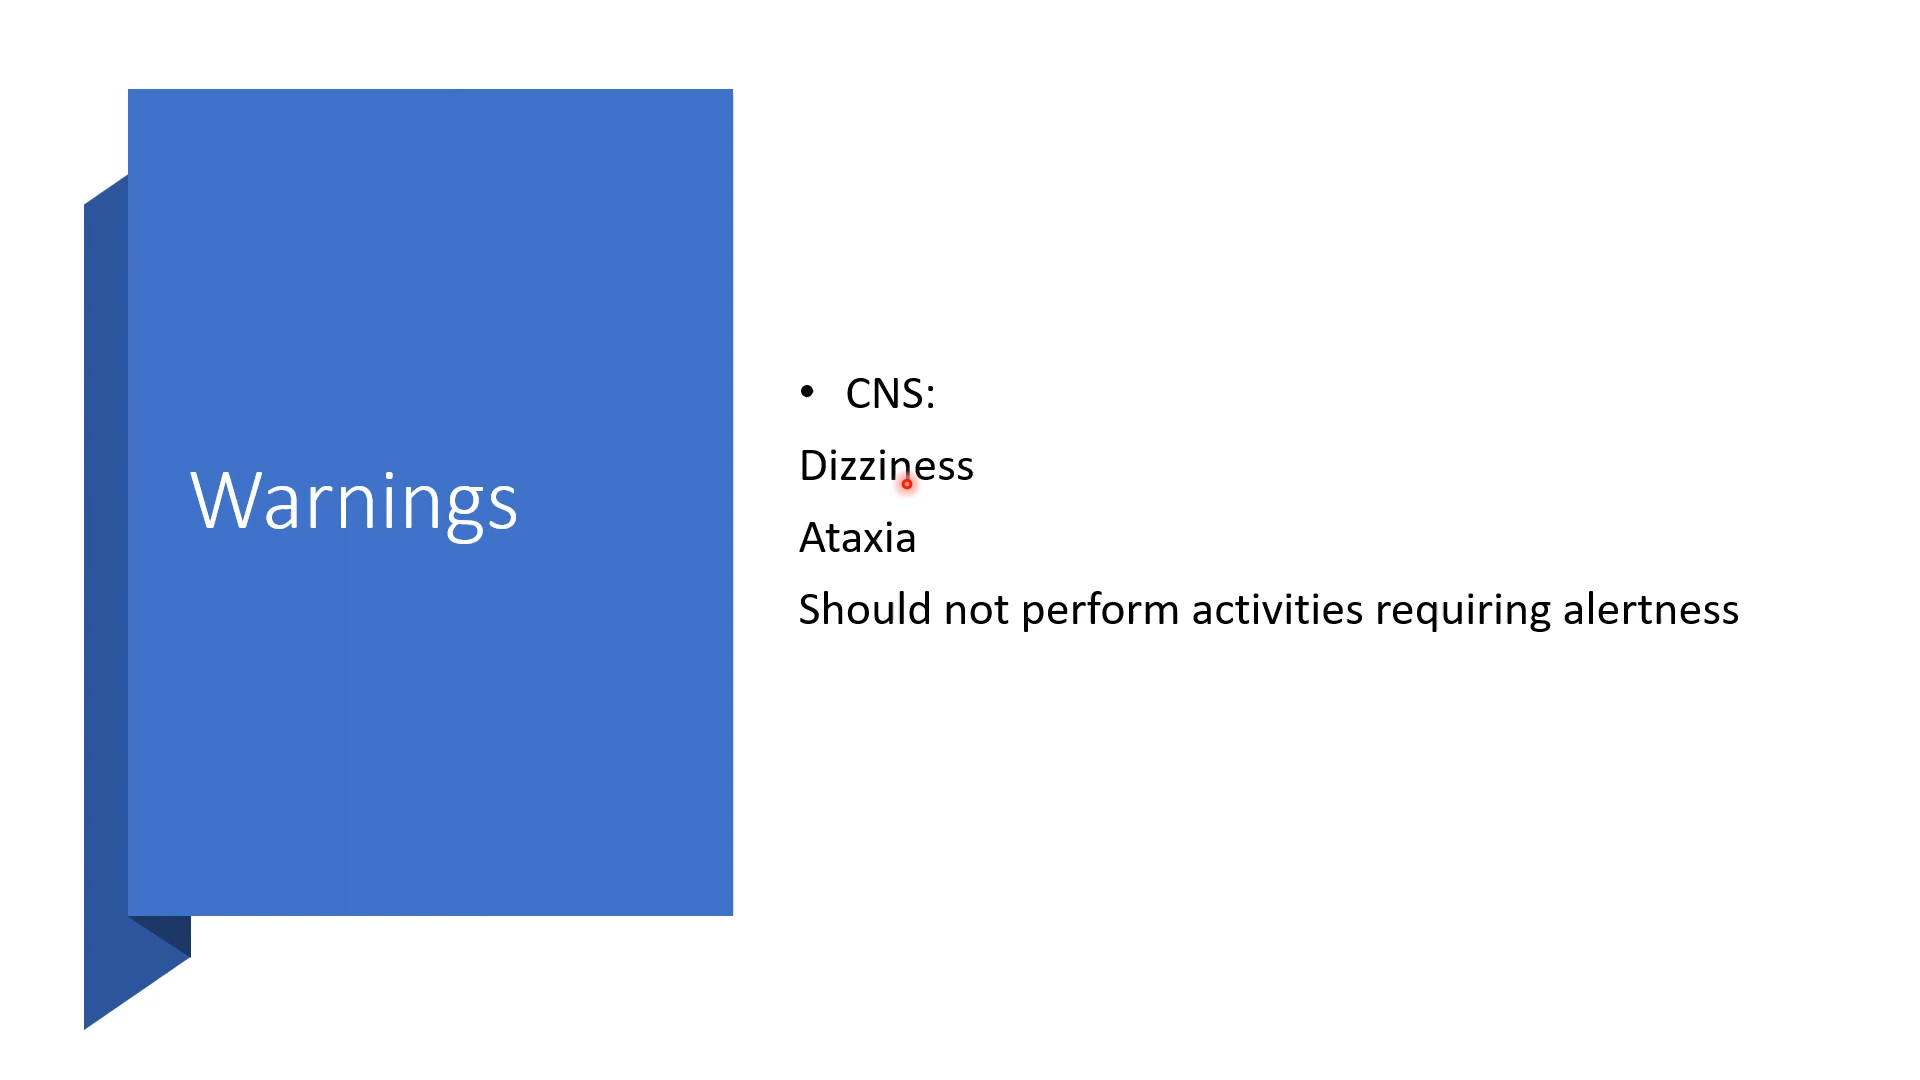 Warnings
• CNS:
Dizziness
Ataxia
Should not perform activities requiring alertness